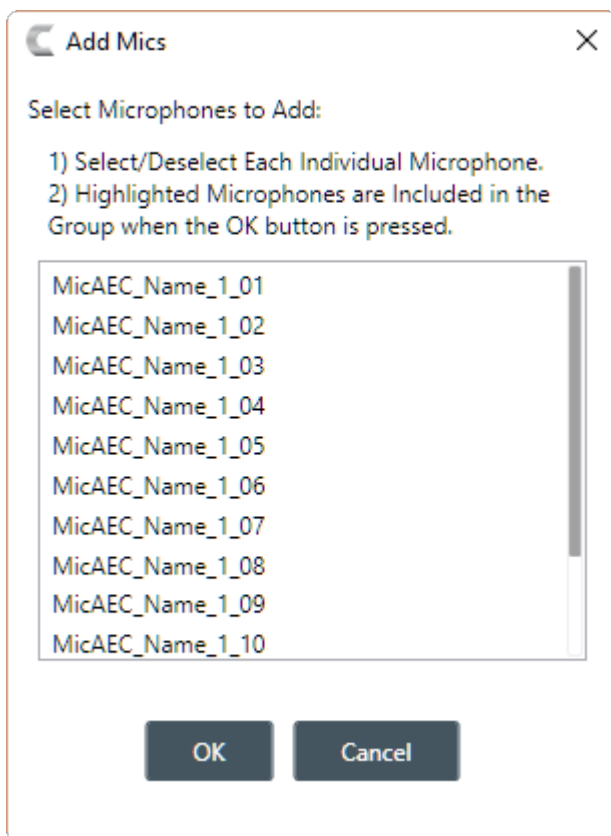 Add Mics
Select Microphones to Add:
1) Select/Deselect Each Individual Microphone.
2) Highlighted Microphones are Included in the
Group when the OK button is pressed.
MicAEC_Name_1_01
MicAEC_Name_1_02
MicAEC_Name_1_03
MicAEC_Name_1_04
MicAEC_Name_1_05
MicAEC_Name_1_06
MicAEC_Name_1_07
MicAEC_Name_1_08
MicAEC_Name_1_09
MicAEC_Name_1_10
OK Cancel